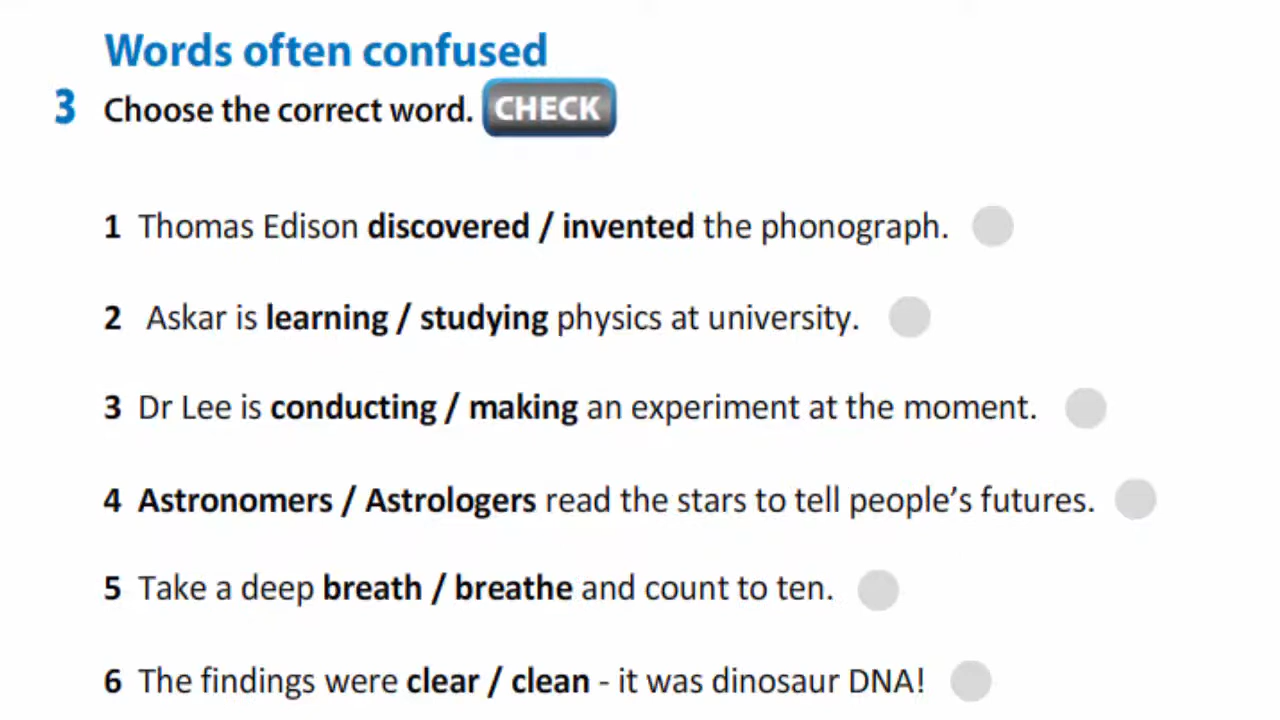 Words often confused
3 Choose the correct word. CHECK
1 Thomas Edison discovered / invented the phonograph.
2 Askar is learning / studying physics at university.
3 Dr Lee is conducting / making an experiment at the moment.
4 Astronomers / Astrologers read the stars to tell people’s futures.
5 Take a deep breath / breathe and count to ten.
6 The findings were clear / clean - it was dinosaur DNA!